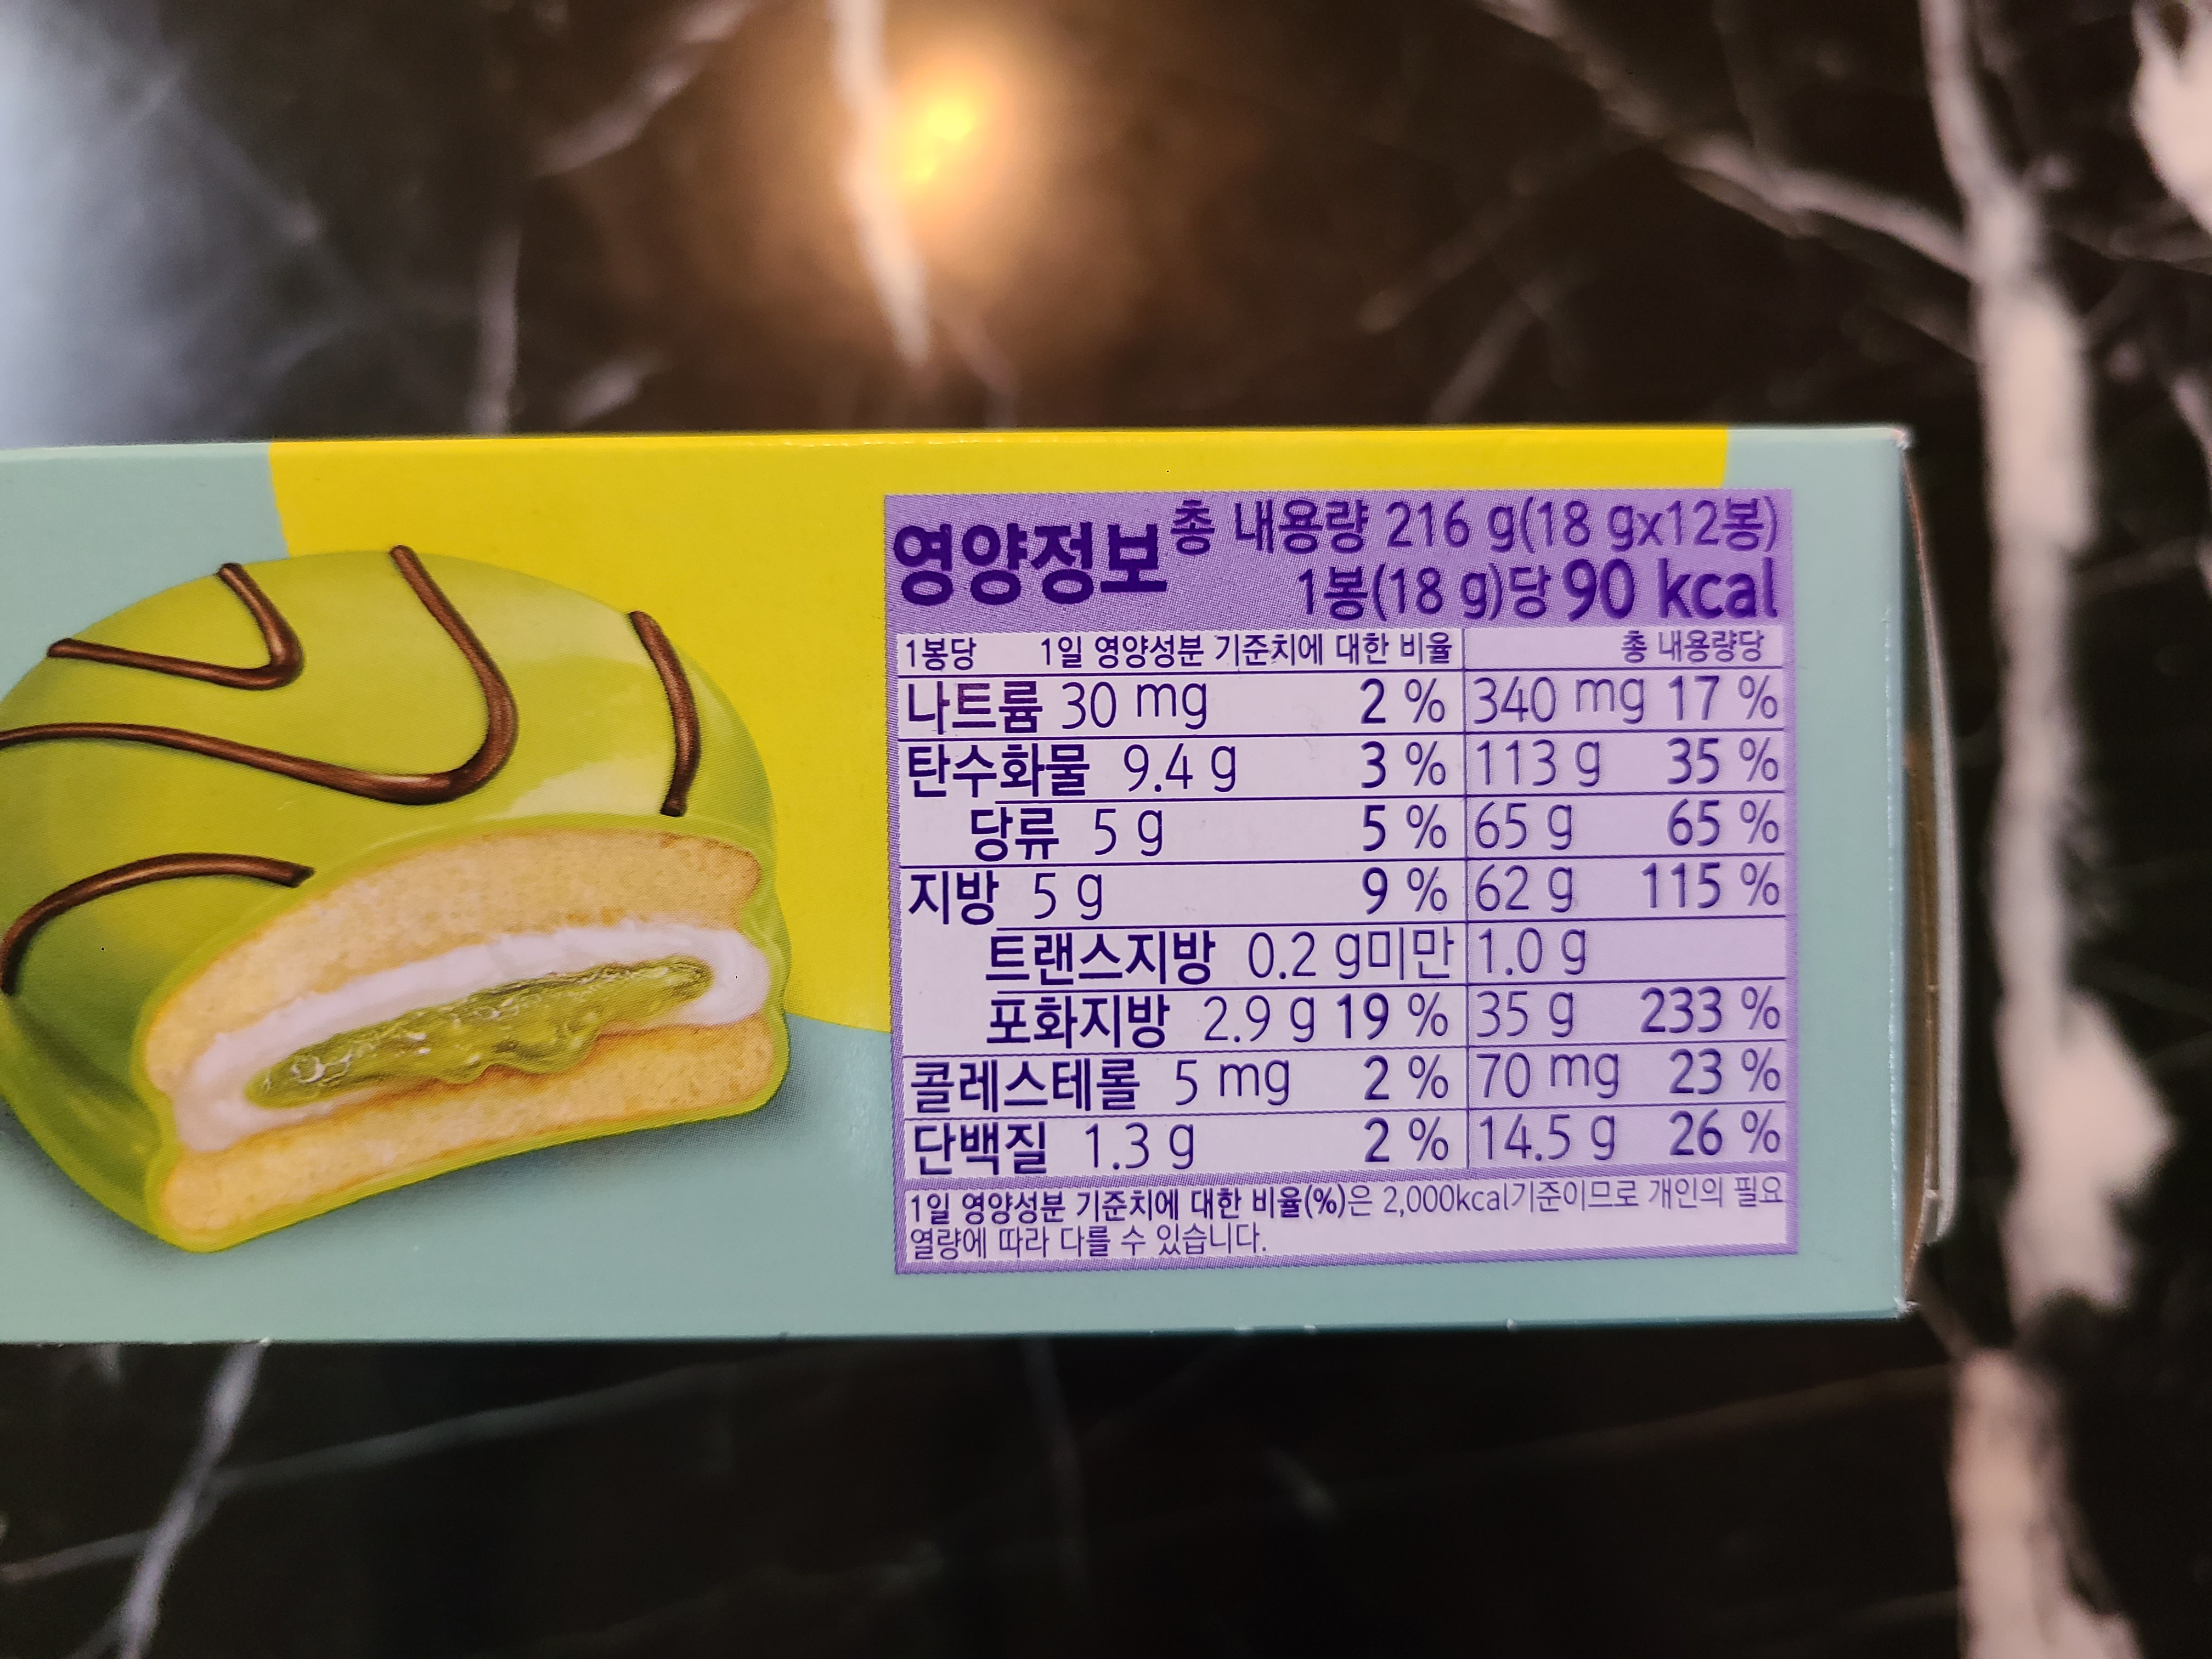 영양정보 총 내용량 216 g(18 gx12봉)
1봉(18 g)당 90 kcal
1봉당 1일 영양성분 기준치에 대한 비율 총 내용량당
나트륨 30 mg 2 % 340 mg 17 %
탄수화물 9.4 g 3 % 113 g 35 %
당류 5 g 5 % 65 g 65 %
지방 5 g 9 % 62 g 115 %
트랜스지방 0.2 g미만 1.0 g
포화지방 2.9 g 19 % 35 g 233 %
콜레스테롤 5 mg 2 % 70 mg 23 %
단백질 1.3 g 2 % 14.5 g 26 %
1일 영양성분 기준치에 대한 비율(%)은 2,000kcal기준이므로 개인의 필요
열량에 따라 다를 수 있습니다.